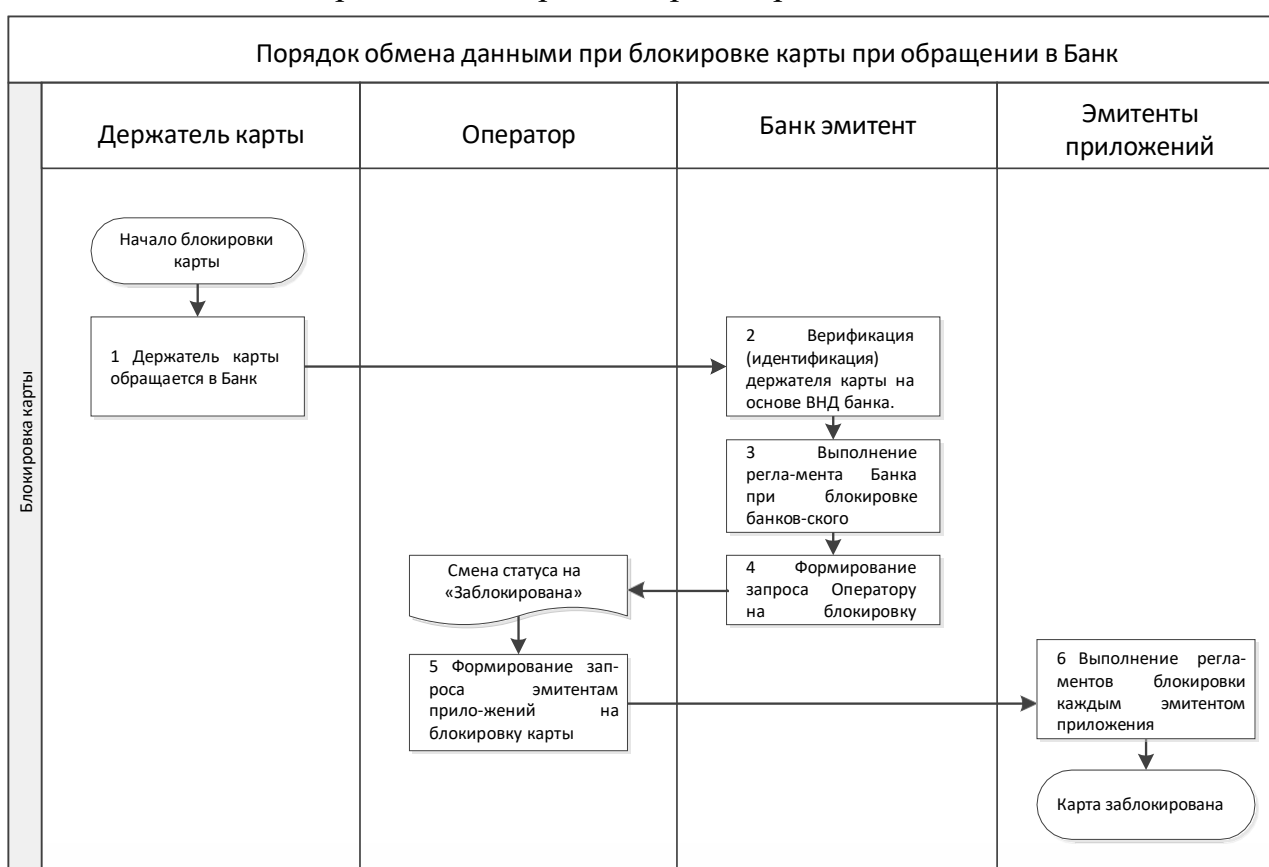 Порядок обмена данными при блокировке карты при обращении в Банк
Держатель карты
Оператор
Банк эмитент
Эмитенты
приложений
Блокировка карты
Начало блокировки
карты
1 Держатель карты
обращается в Банк
2 Верификация
(идентификация)
держателя карты на
основе ВНД банка.
3 Выполнение
регла-мента Банка
при блокировке
банков-ского
4 Формирование
запроса Оператору
на блокировку
Смена статуса на
«Заблокирована»
5 Формирование зап-
роса эмитентам
прило-жений на
блокировку карты
6 Выполнение регла-
ментов блокировки
каждым эмитентом
приложения
Карта заблокирована